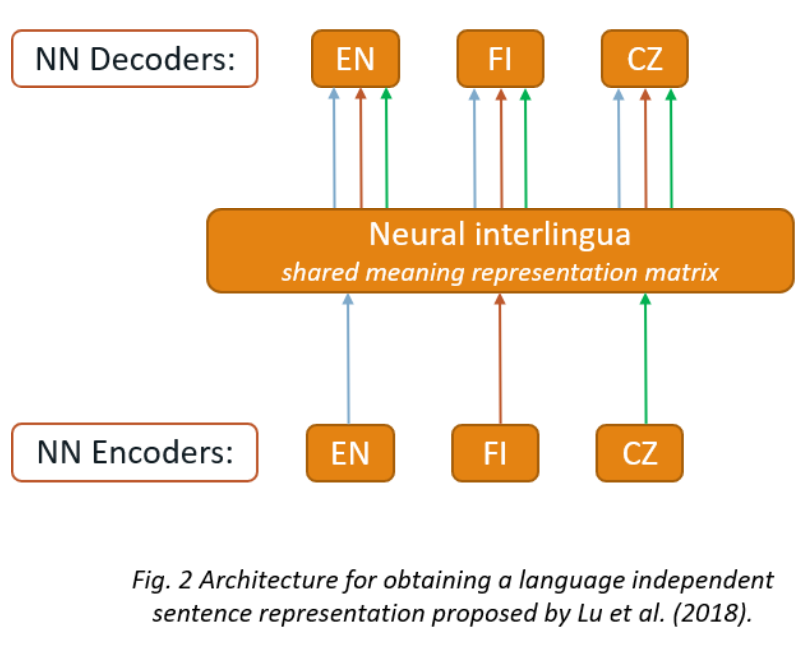 NN Decoders:
EN
FI
CZ
Neural interlingua
shared meaning representation matrix
NN Encoders:
EN
FI
CZ
Fig. 2 Architecture for obtaining a language independent
sentence representation proposed by Lu et al. (2018).